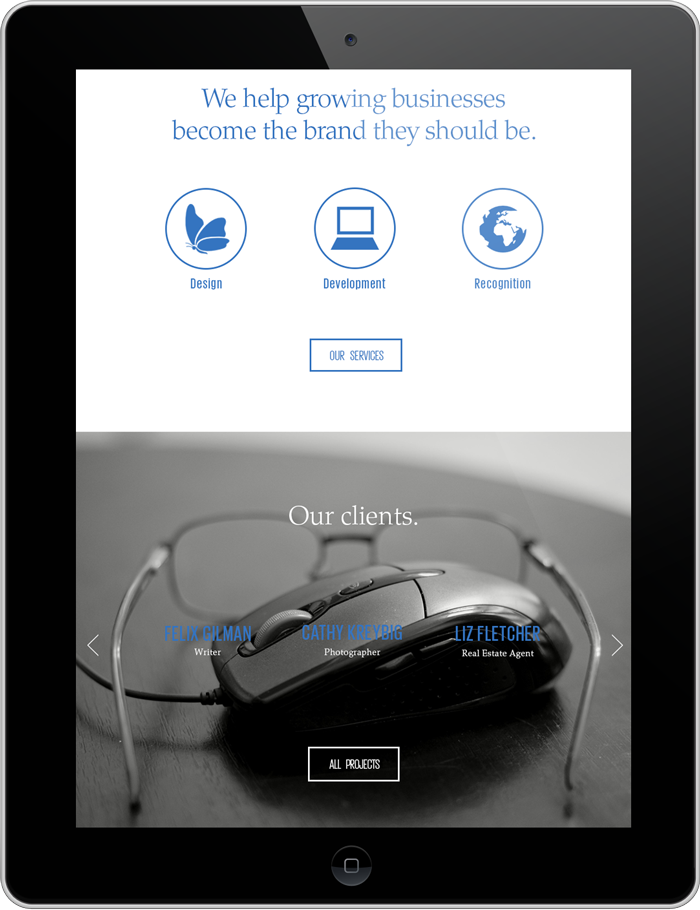 We help growing businesses
become the brand they should be.
Design Development Recognition
OUR SERVICES
Our clients.
FELIX GILMAN CATHY KREYBIG LIZ FLETCHER
Writer Photographer Real Estate Agent
ALL PROJECTS